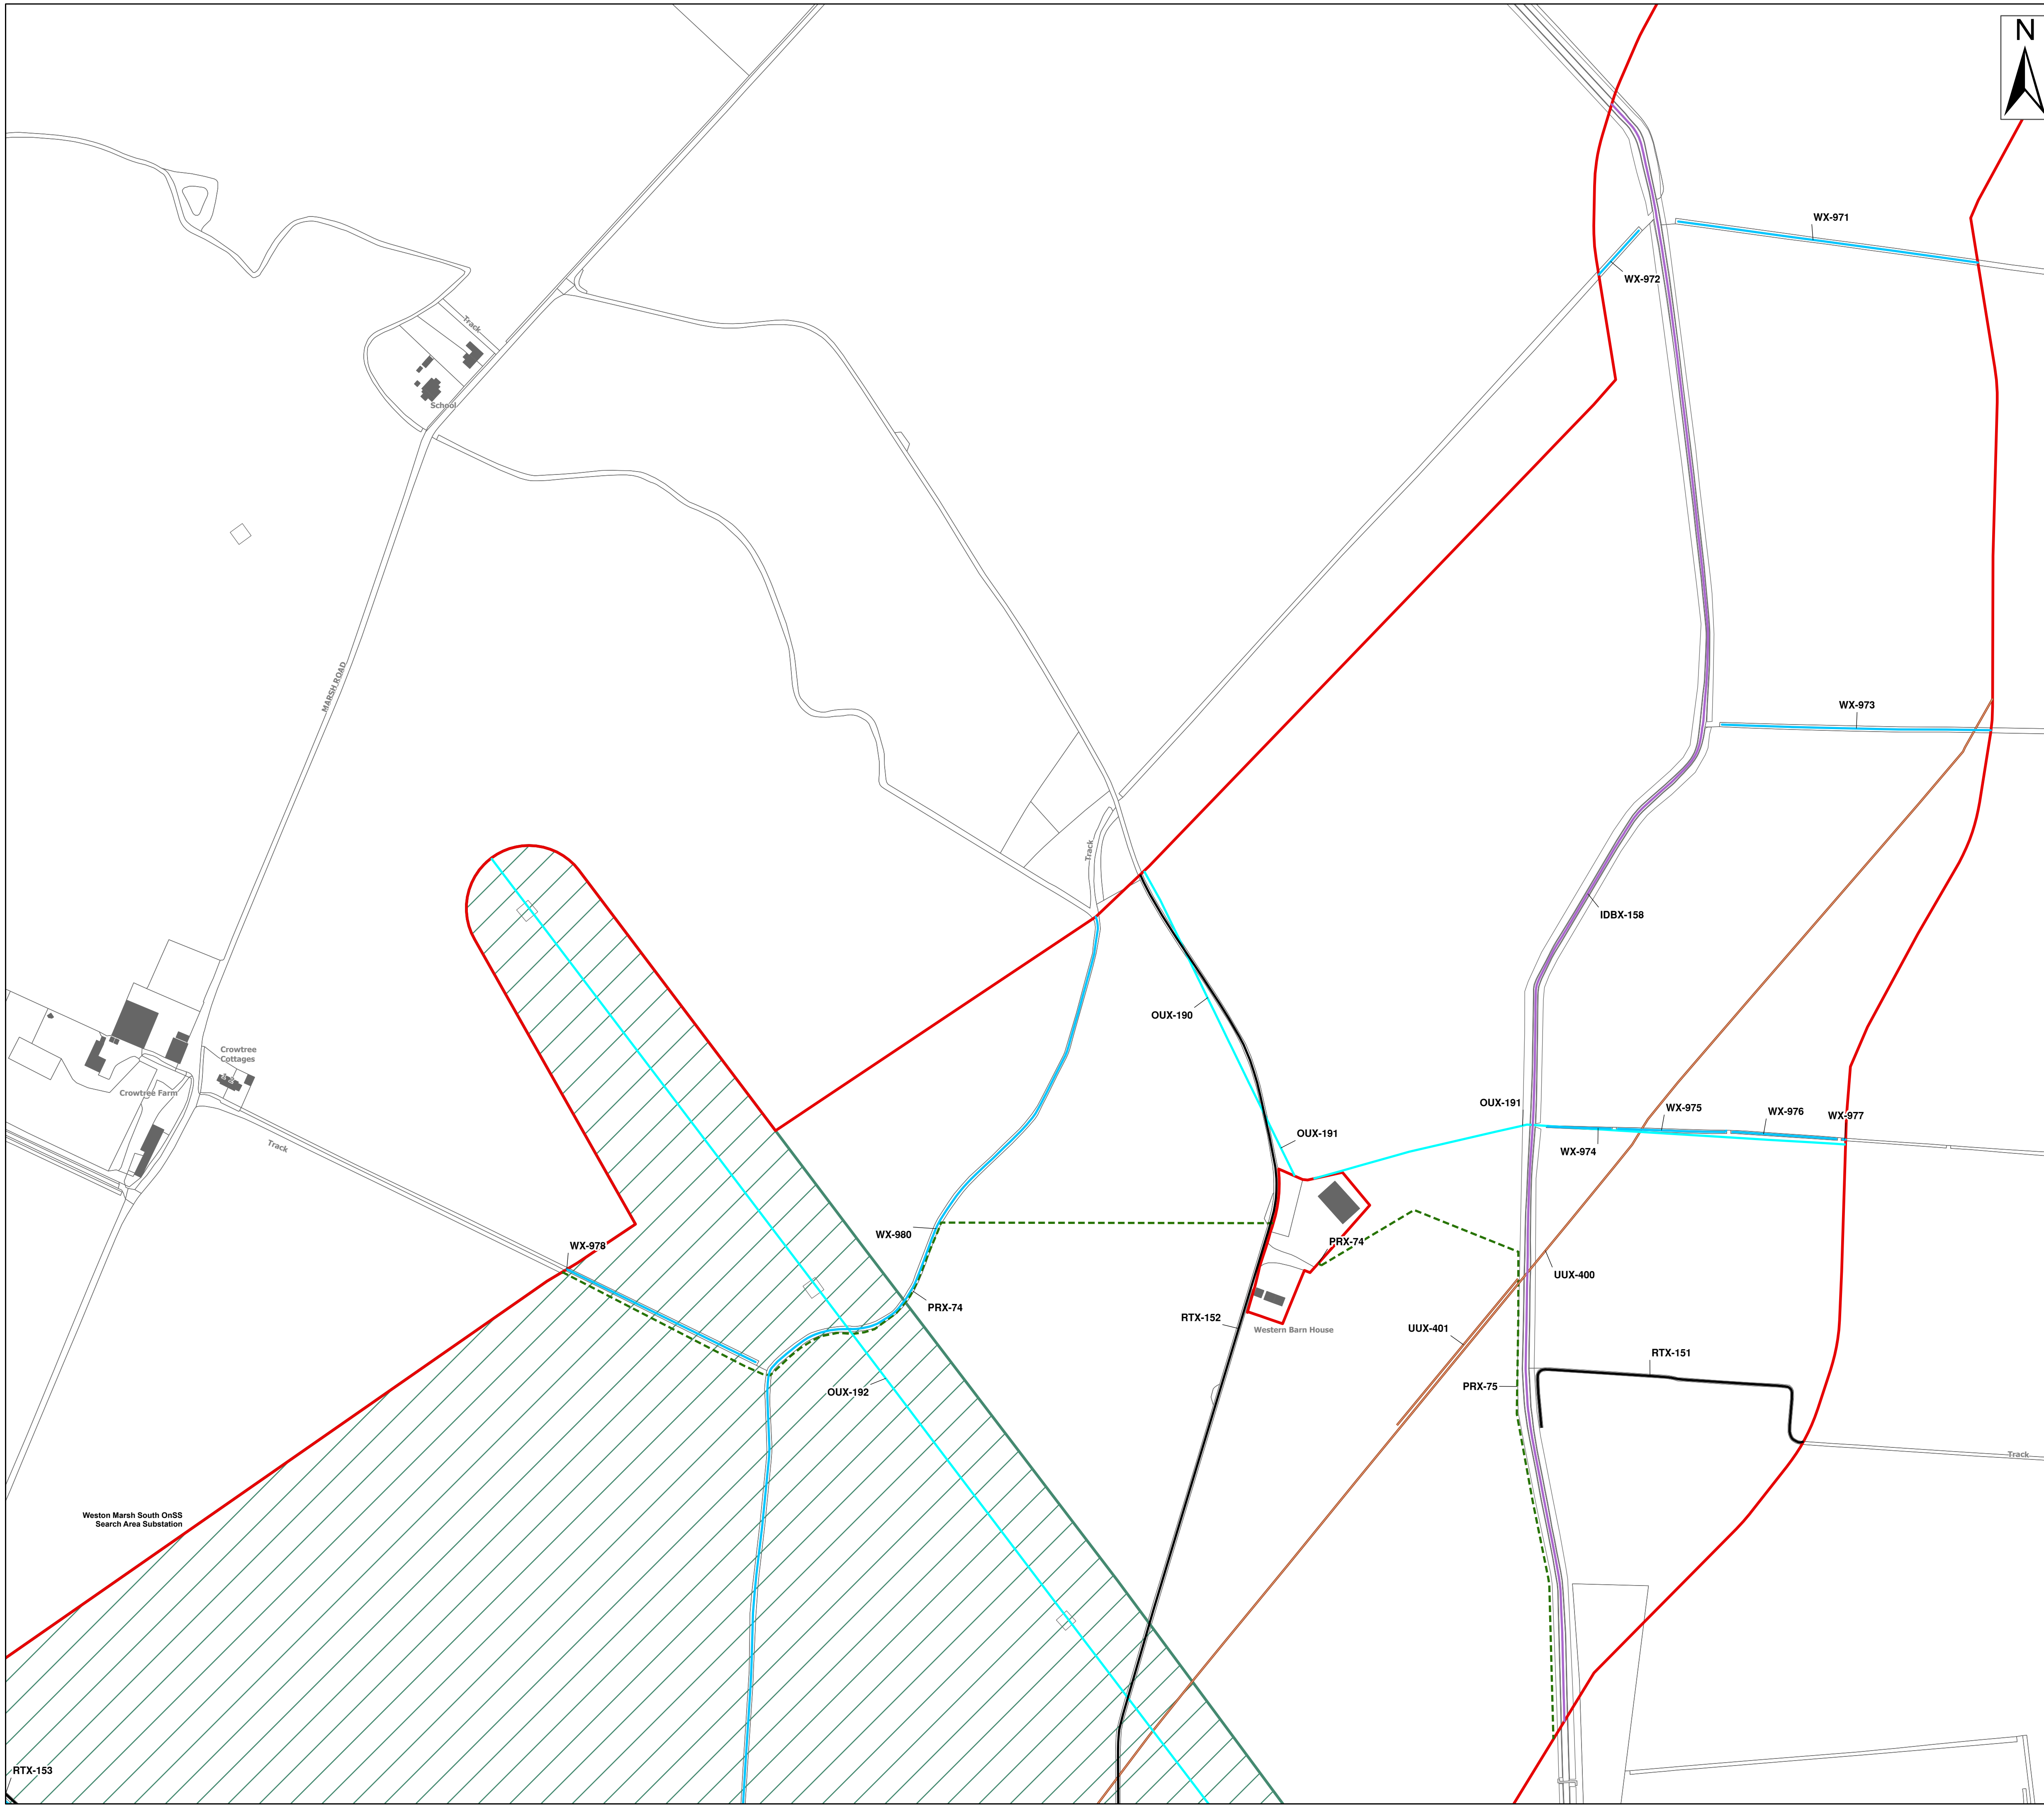 N
WX-971
WX-972
Track
School
MARSH ROAD
WX-973
Track
IDBX-158
OUX-190
Crowtree
Cottages
Crowtree Farm
Track
OUX-191
WX-975
WX-976
WX-977
OUX-191
WX-974
WX-980
WX-978
PRX-74
UUX-400
PRX-74
RTX-152
UUX-401
Western Barn House
RTX-151
PRX-75
OUX-192
Track
Weston Marsh South OnSS
Search Area Substation
RTX-153